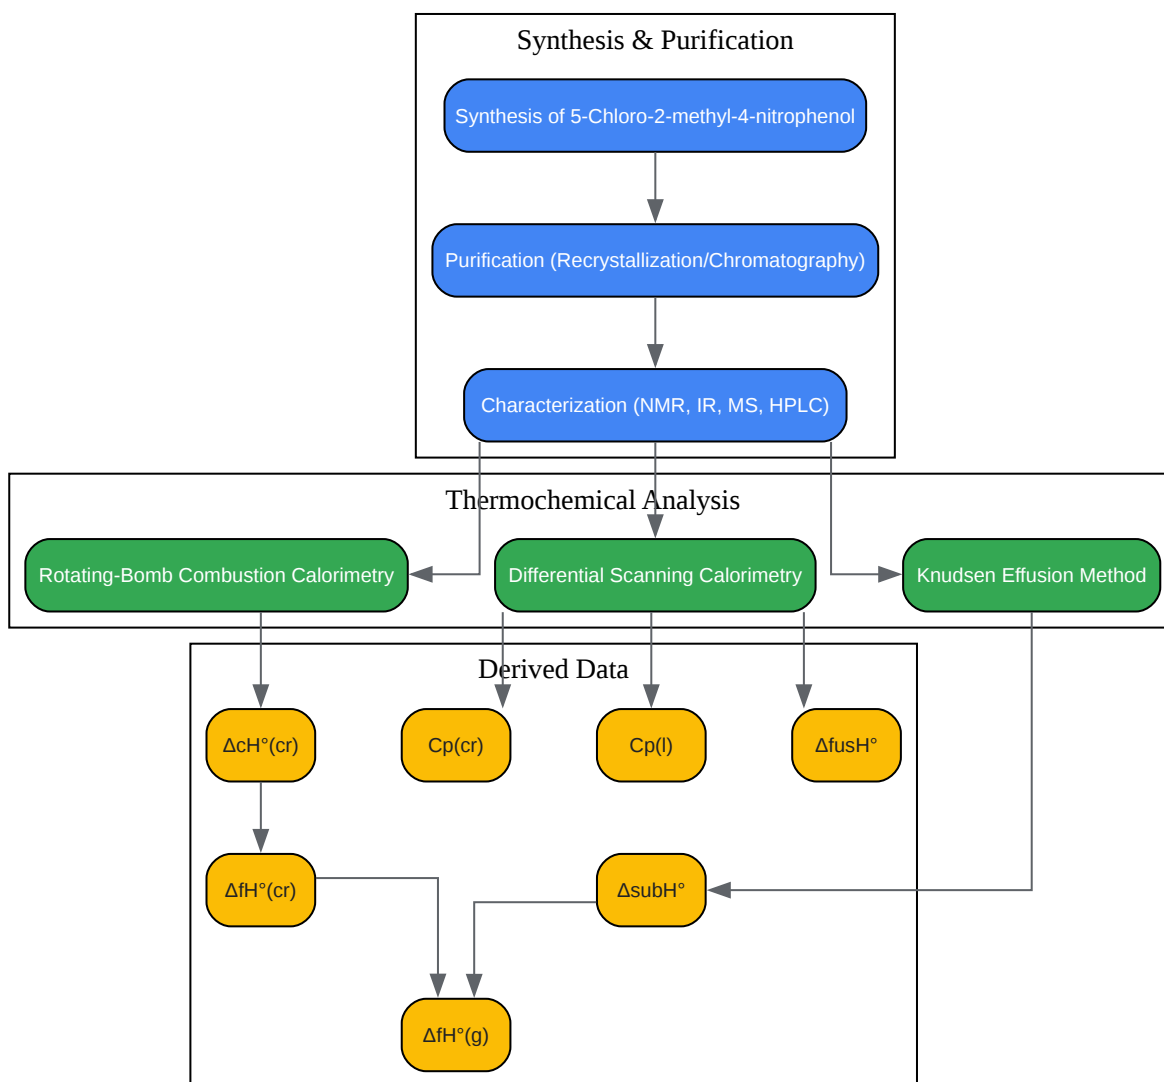 Synthesis & Purification
Synthesis of 5-Chloro-2-methyl-4-nitrophenol
Purification (Recrystallization/Chromatography)
Characterization (NMR, IR, MS, HPLC)
Thermochemical Analysis
Rotating-Bomb Combustion Calorimetry
Differential Scanning Calorimetry
Knudsen Effusion Method
Derived Data
ΔcH°(cr)
Cp(cr)
Cp(l)
ΔfusH°
ΔfH°(cr)
ΔsubH°
ΔfH°(g)